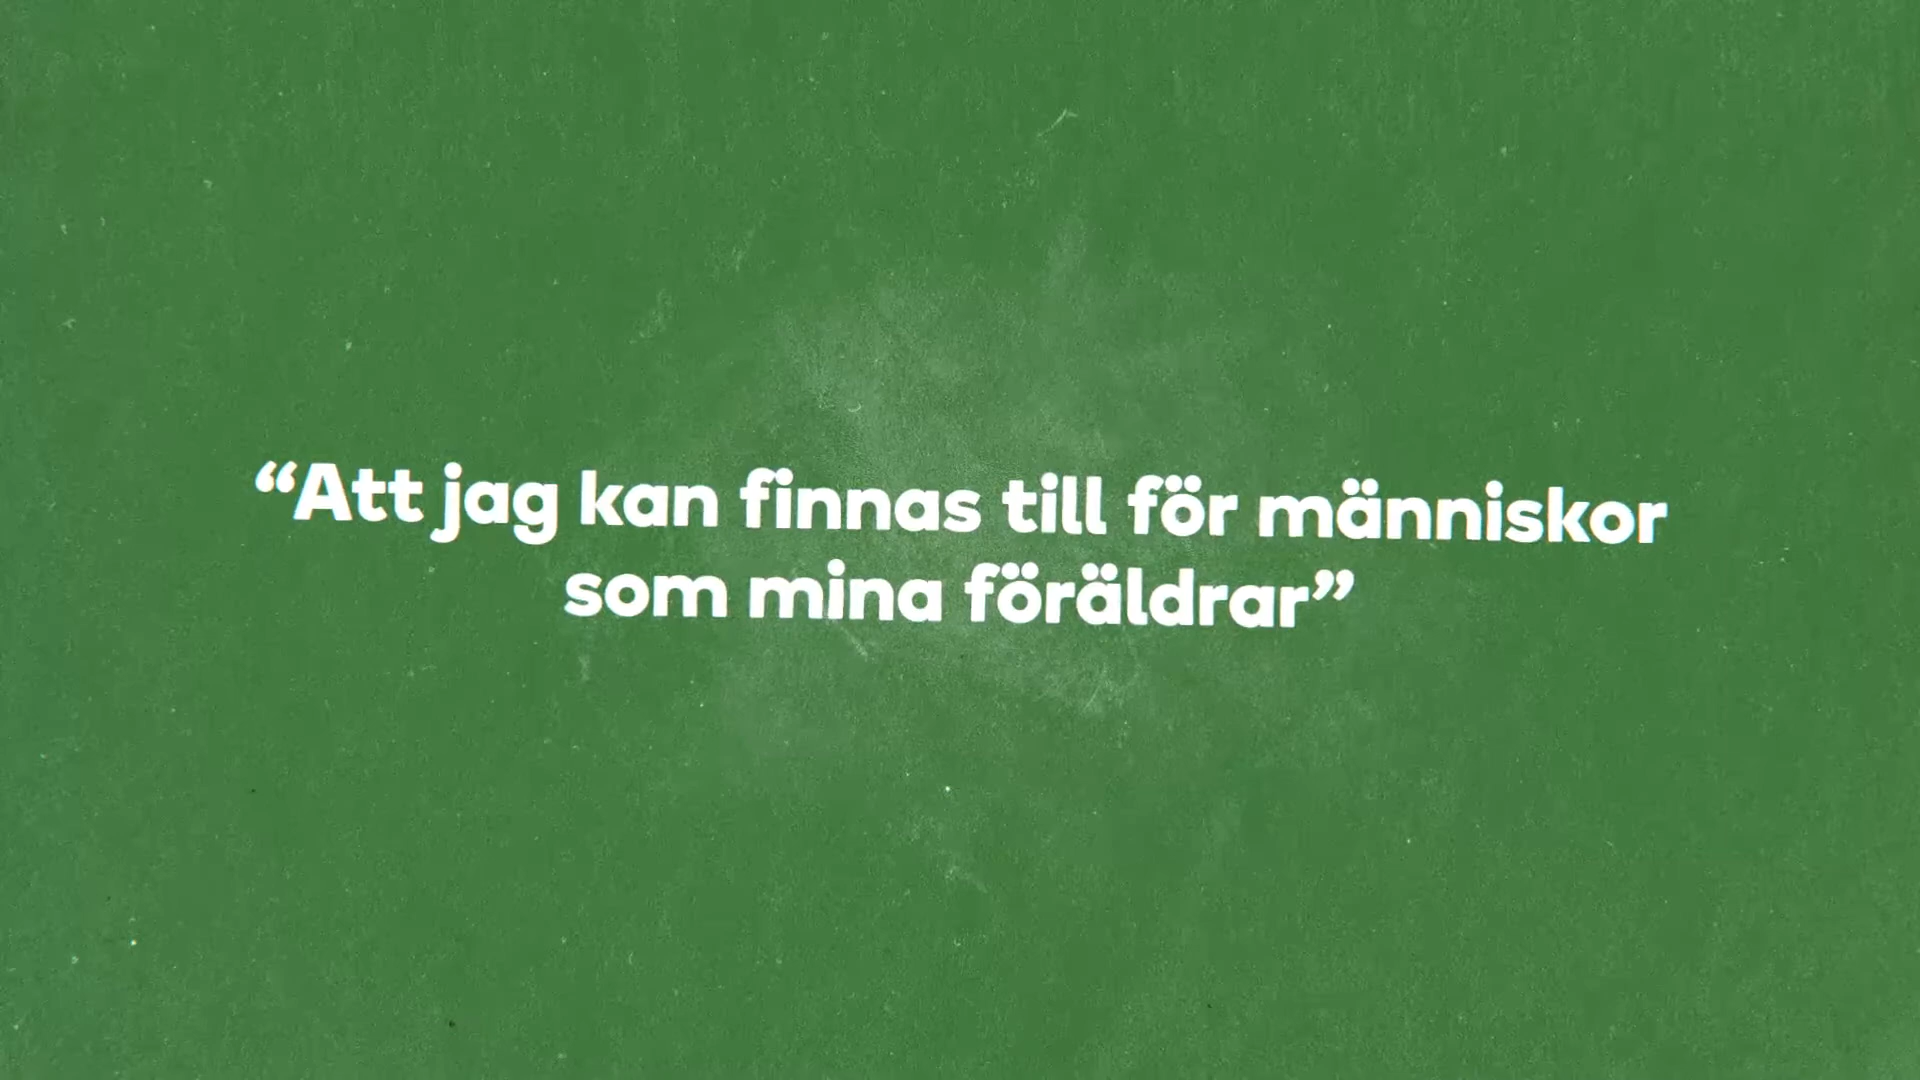 “Att jag kan finnas till för människor
som mina föräldrar”